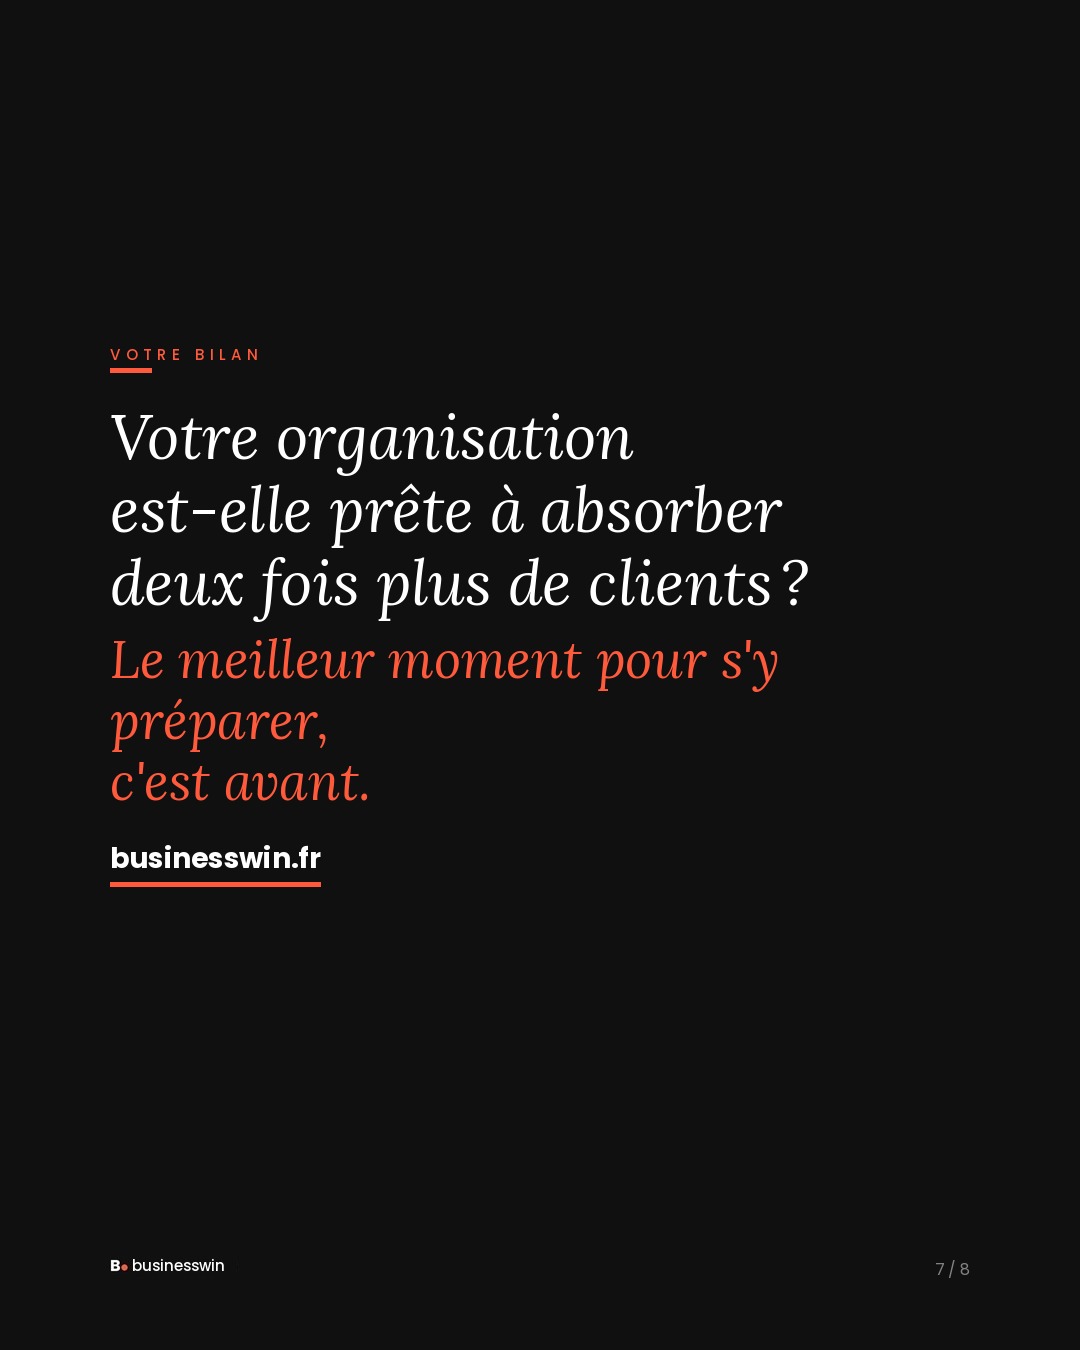 VOTRE BILAN
Votre organisation
est-elle prête à absorber
deux fois plus de clients ?
Le meilleur moment pour s'y
préparer,
c'est avant.
businesswin.fr
B• businesswin
7 / 8